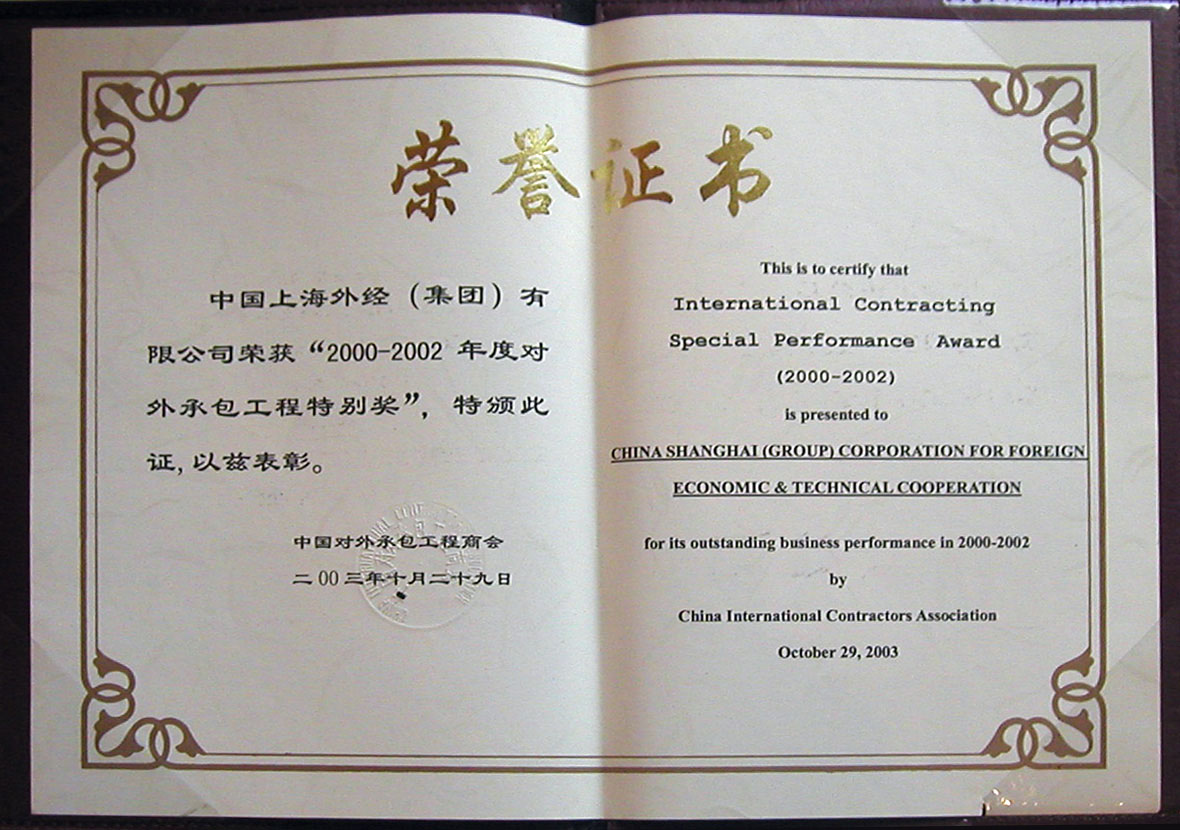 荣誉证书
中国上海外经（集团）有
限公司荣获“2000-2002 年度对
外承包工程特别奖”，特颁此
证，以兹表彰。
中国对外承包工程商会
二00三年十月二十九日
This is to certify that
International Contracting
Special Performance Award
(2000-2002)
is presented to
CHINA SHANGHAI (GROUP) CORPORATION FOR FOREIGN
ECONOMIC & TECHNICAL COOPERATION
for its outstanding business performance in 2000-2002
by
China International Contractors Association
October 29, 2003